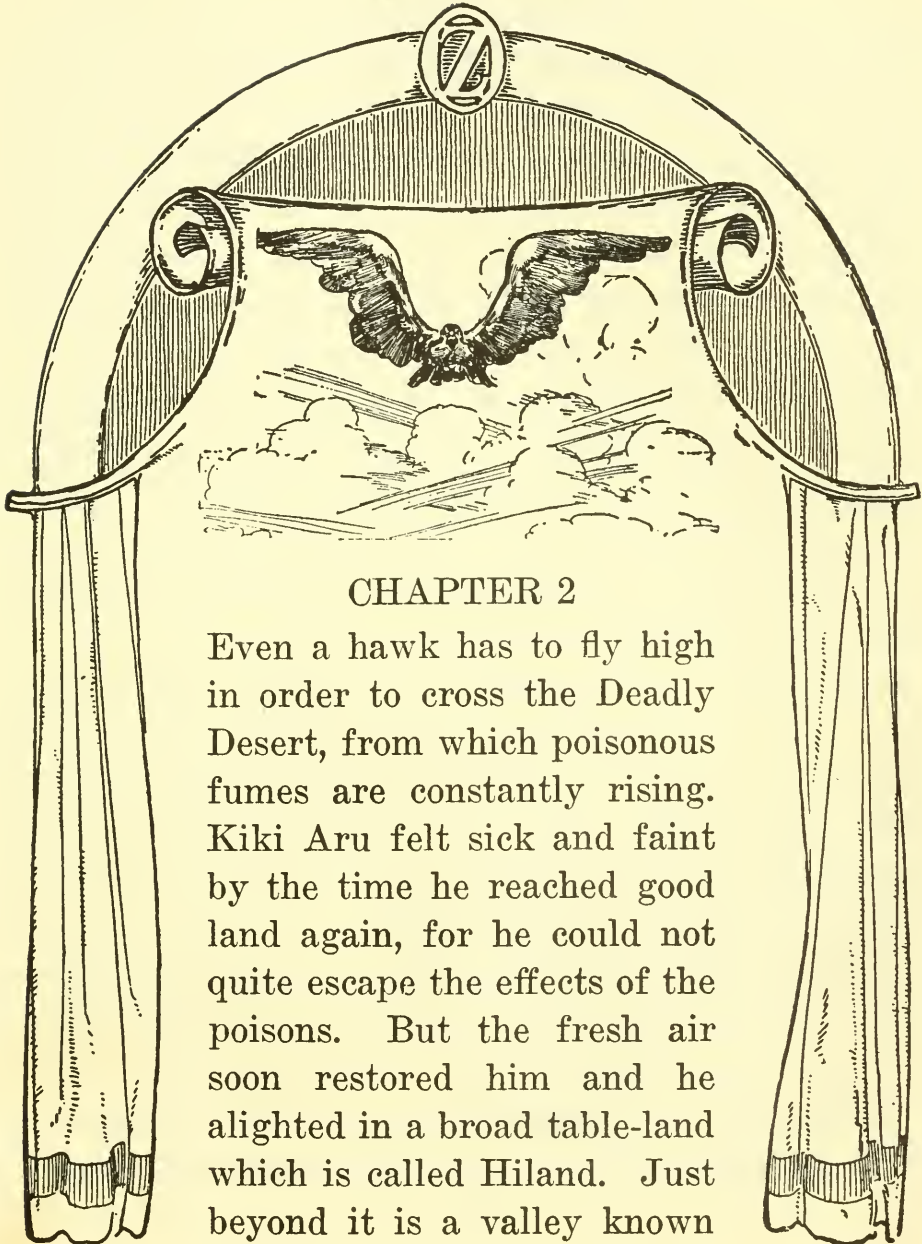 OZ
CHAPTER 2
Even a hawk has to fly high
in order to cross the Deadly
Desert, from which poisonous
fumes are constantly rising.
Kiki Aru felt sick and faint
by the time he reached good
land again, for he could not
quite escape the effects of the
poisons. But the fresh air
soon restored him and he
alighted in a broad table-land
which is called Hiland. Just
beyond it is a valley known